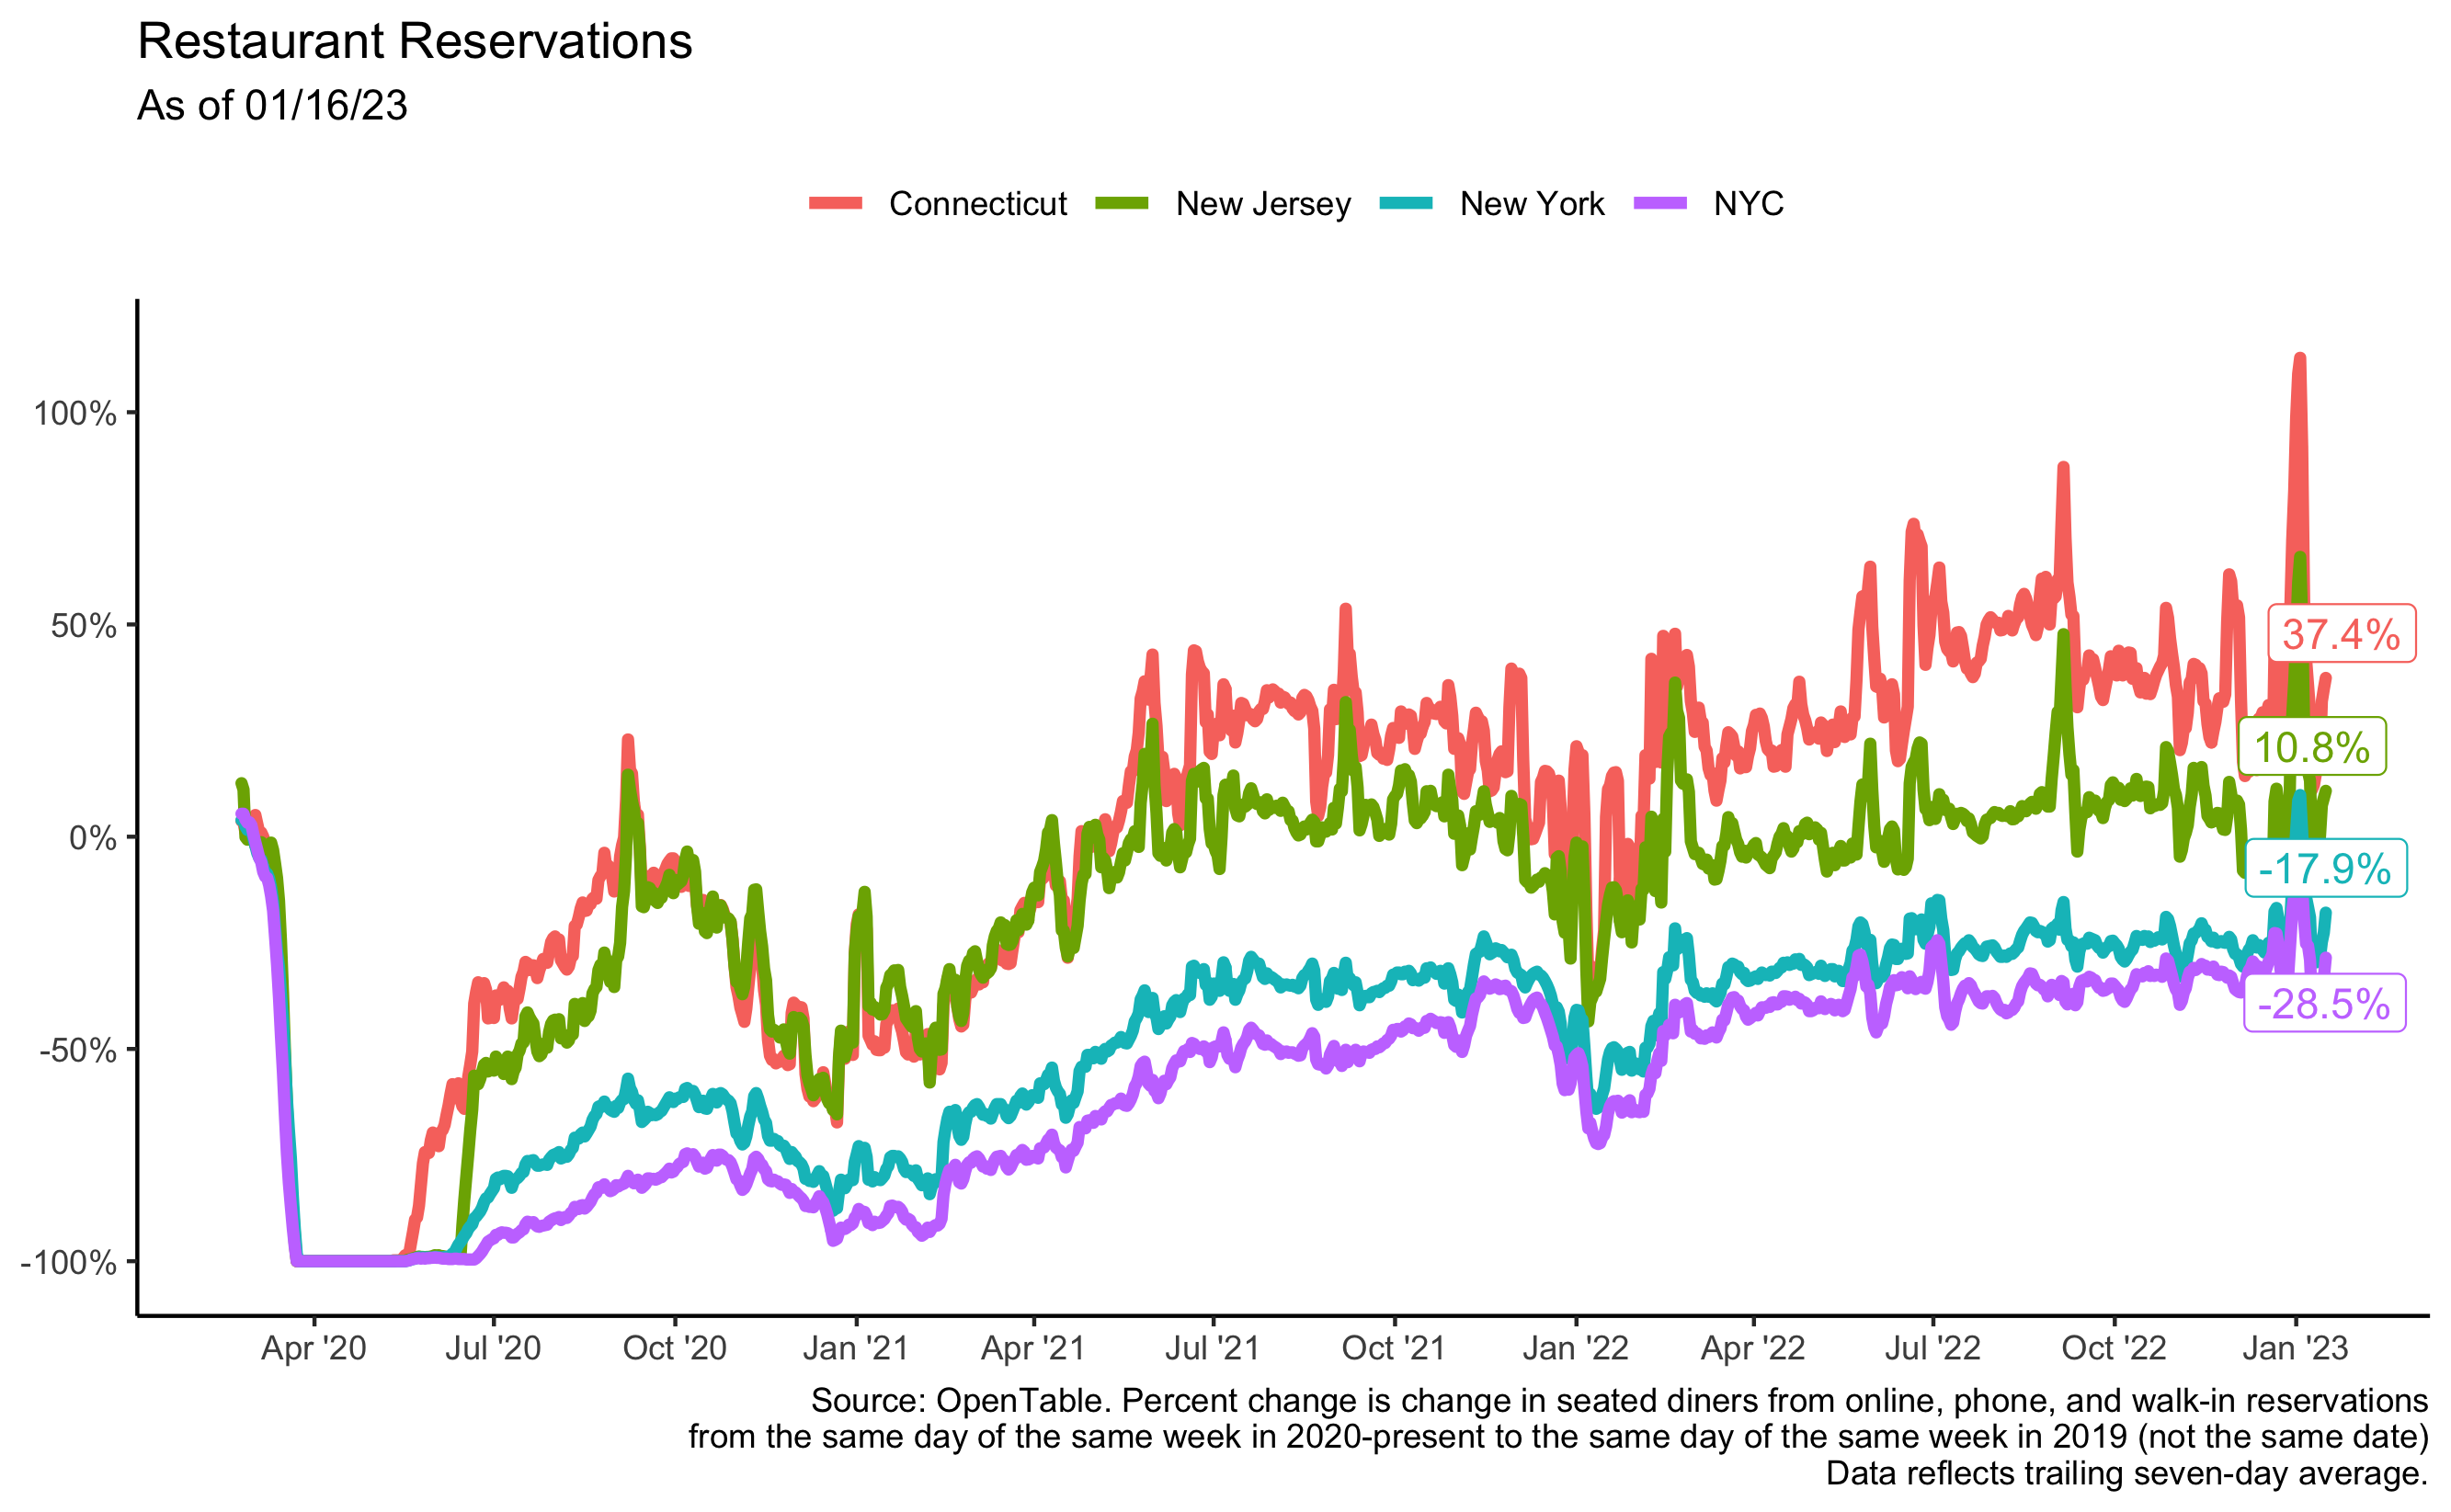 Restaurant Reservations
As of 01/16/23
Connecticut New Jersey New York NYC
100%
50%
0%
-50%
-100%
37.4%
10.8%
-17.9%
-28.5%
Apr '20 Jul '20 Oct '20 Jan '21 Apr '21 Jul '21 Oct '21 Jan '22 Apr '22 Jul '22 Oct '22 Jan '23
Source: OpenTable. Percent change is change in seated diners from online, phone, and walk-in reservations
from the same day of the same week in 2020-present to the same day of the same week in 2019 (not the same date)
Data reflects trailing seven-day average.